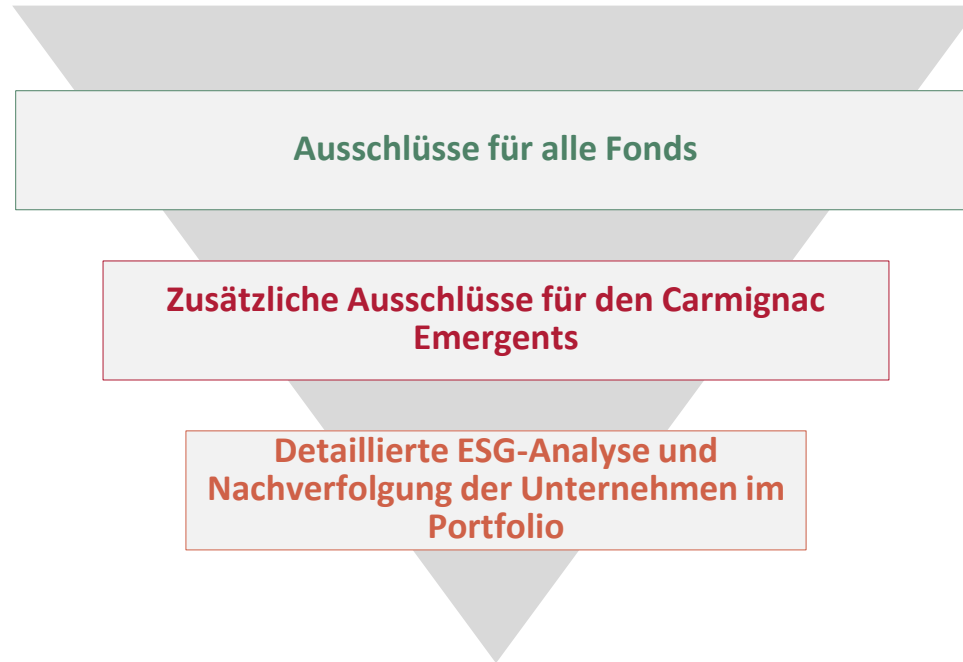 Ausschlüsse für alle Fonds
Zusätzliche Ausschlüsse für den Carmignac
Emergents
Detaillierte ESG-Analyse und
Nachverfolgung der Unternehmen im
Portfolio